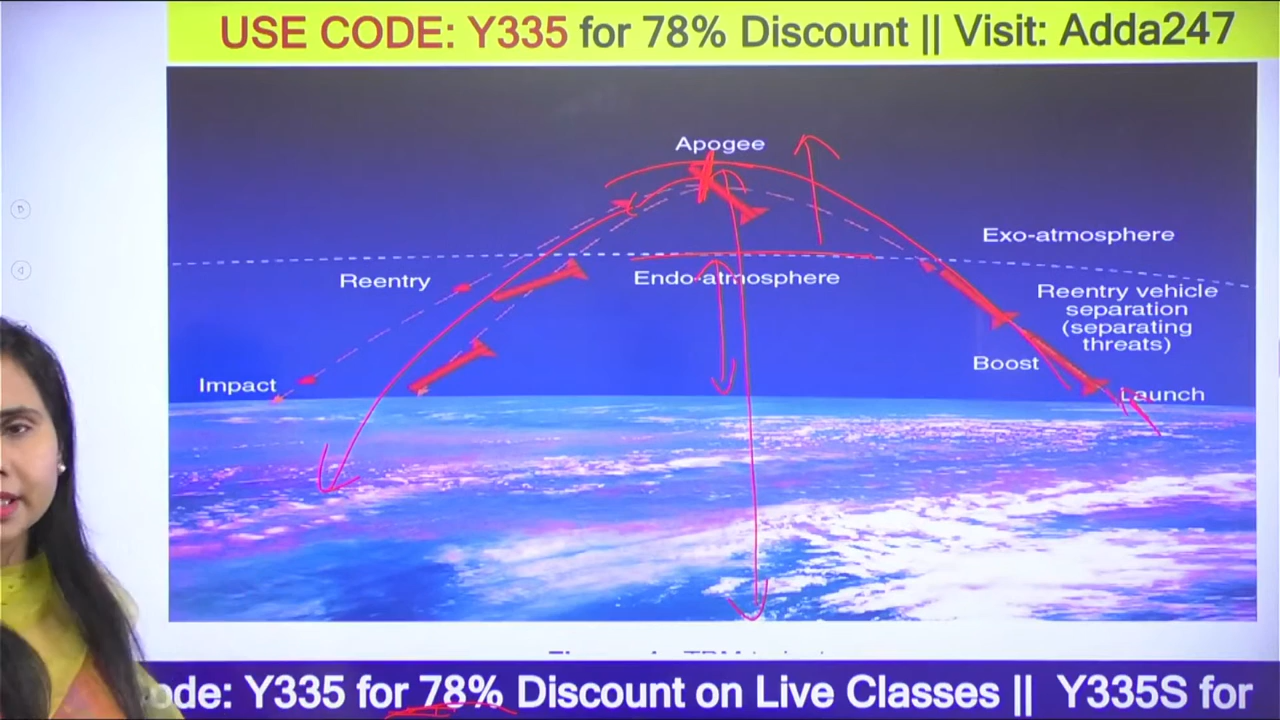 USE CODE: Y335 for 78% Discount || Visit: Adda247
Apogee
Exo-atmosphere
Reentry
Endo-atmosphere
Reentry vehicle
separation
(separating
threats)
Boost
Impact
Launch
ode: Y335 for 78% Discount on Live Classes || Y335S for